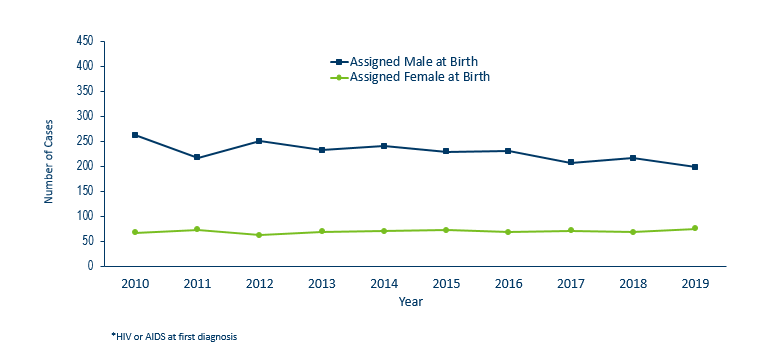 450
400
350
300
250
200
150
100
50
0
Number of Cases
Assigned Male at Birth
Assigned Female at Birth
2010 2011 2012 2013 2014 2015 2016 2017 2018 2019
Year
*HIV or AIDS at first diagnosis